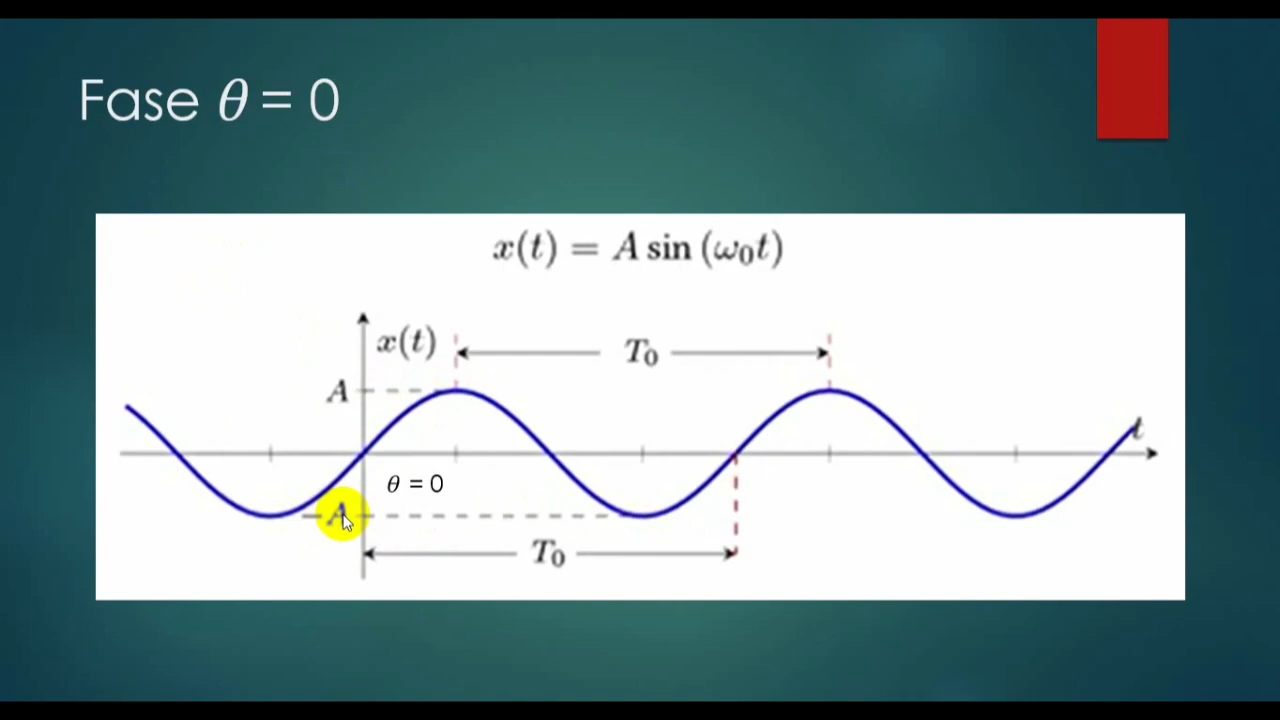 Fase θ = 0
x(t) = A sin (ω₀t)
x(t)
T₀
A
t
θ = 0
−A
T₀